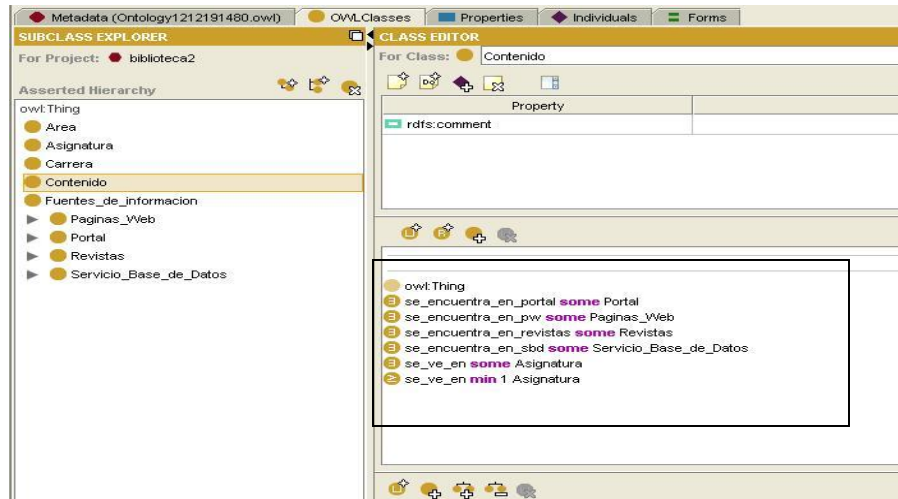 Metadata (Ontology1212191480.owl)
OWLClasses
Properties
Individuals
Forms
SUBCLASS EXPLORER
For Project: biblioteca2
Asserted Hierarchy
owl:Thing
Area
Asignatura
Carrera
Contenido
Fuentes_de_informacion
Paginas_Web
Portal
Revistas
Servicio_Base_de_Datos
CLASS EDITOR
For Class: Contenido
Property
rdfs:comment
owl:Thing
se_encuentra_en_portal some Portal
se_encuentra_en_pw some Paginas_Web
se_encuentra_en_revistas some Revistas
se_encuentra_en_sbd some Servicio_Base_de_Datos
se_ve_en some Asignatura
se_ve_en min 1 Asignatura